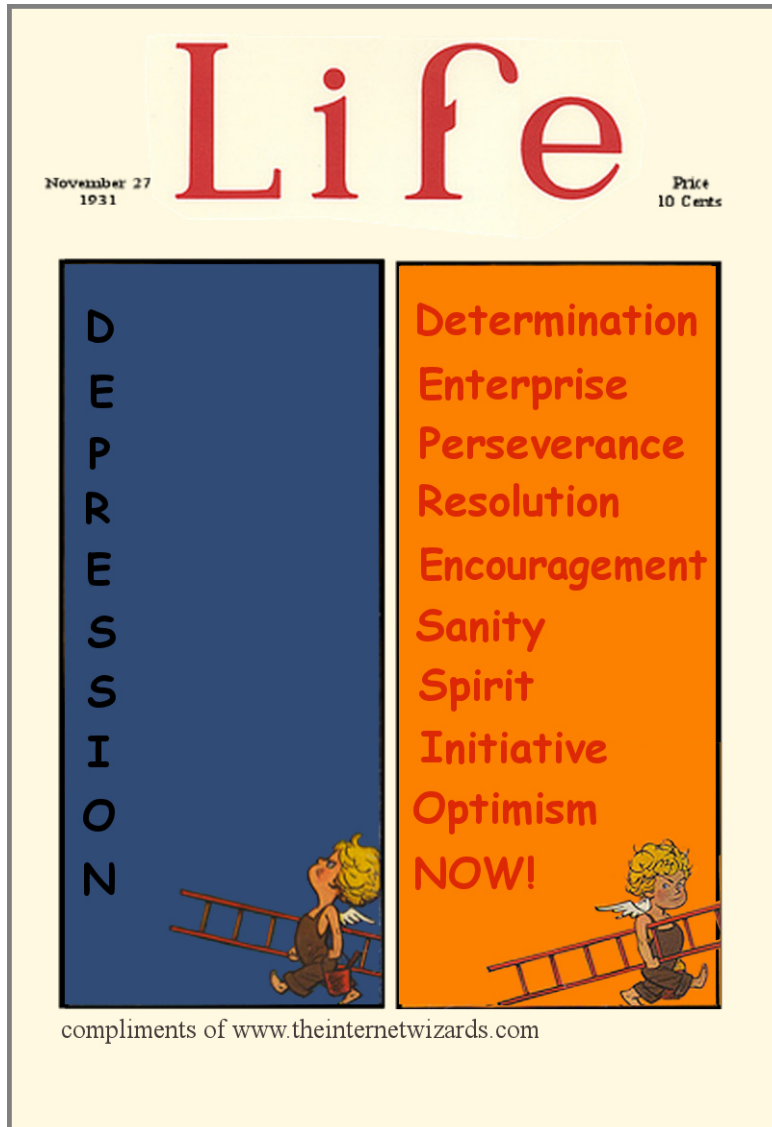 Life
November 27
1931
Price
10 Cents
D
E
P
R
E
S
S
I
O
N
Determination
Enterprise
Perseverance
Resolution
Encouragement
Sanity
Spirit
Initiative
Optimism
NOW!
compliments of www.theinternetwizards.com